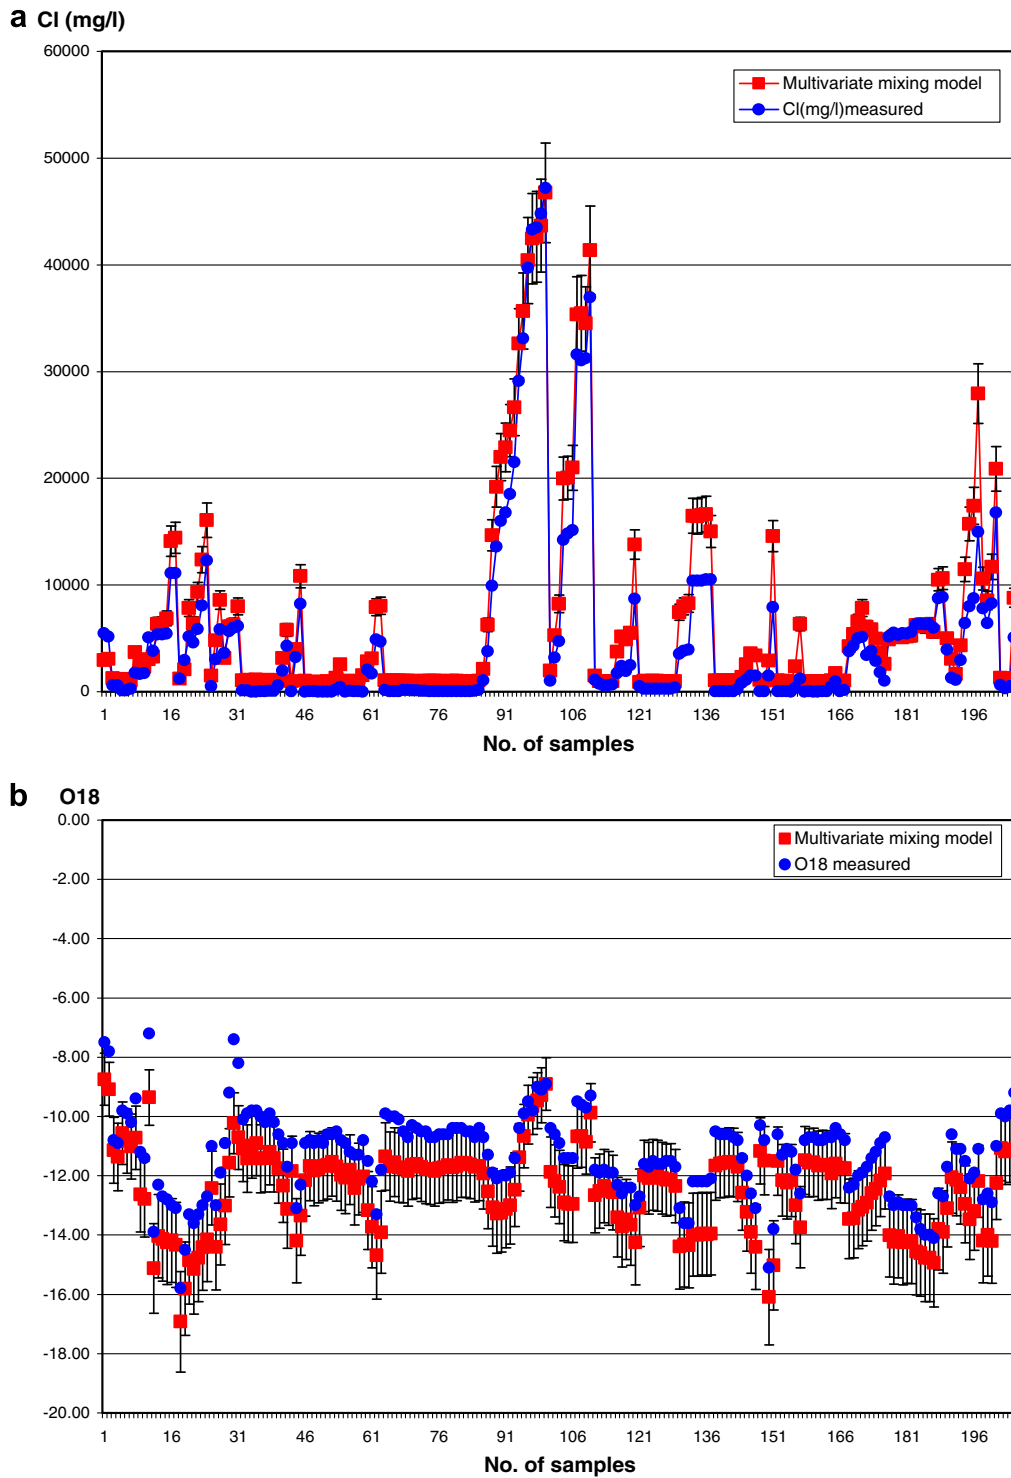 a Cl (mg/l)
60000
50000
40000
30000
20000
10000
0
Multivariate mixing model
Cl(mg/l)measured
1 16 31 46 61 76 91 106 121 136 151 166 181 196
No. of samples
b O18
0.00
-2.00
-4.00
-6.00
-8.00
-10.00
-12.00
-14.00
-16.00
-18.00
-20.00
Multivariate mixing model
O18 measured
1 16 31 46 61 76 91 106 121 136 151 166 181 196
No. of samples